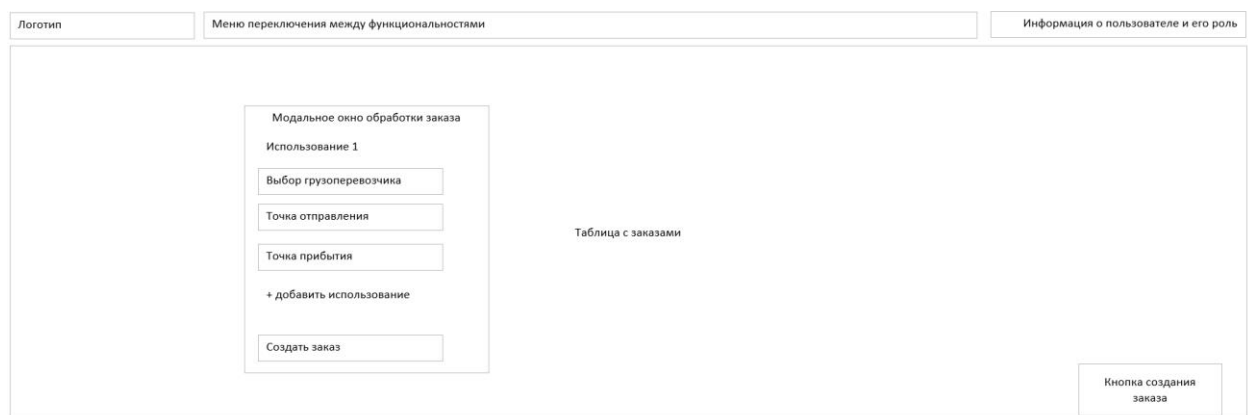 Логотип
Меню переключения между функциональностями
Информация о пользователе и его роль
Модальное окно обработки заказа
Использование 1
Выбор грузоперевозчика
Точка отправления
Точка прибытия
+ добавить использование
Создать заказ
Таблица с заказами
Кнопка создания
заказа